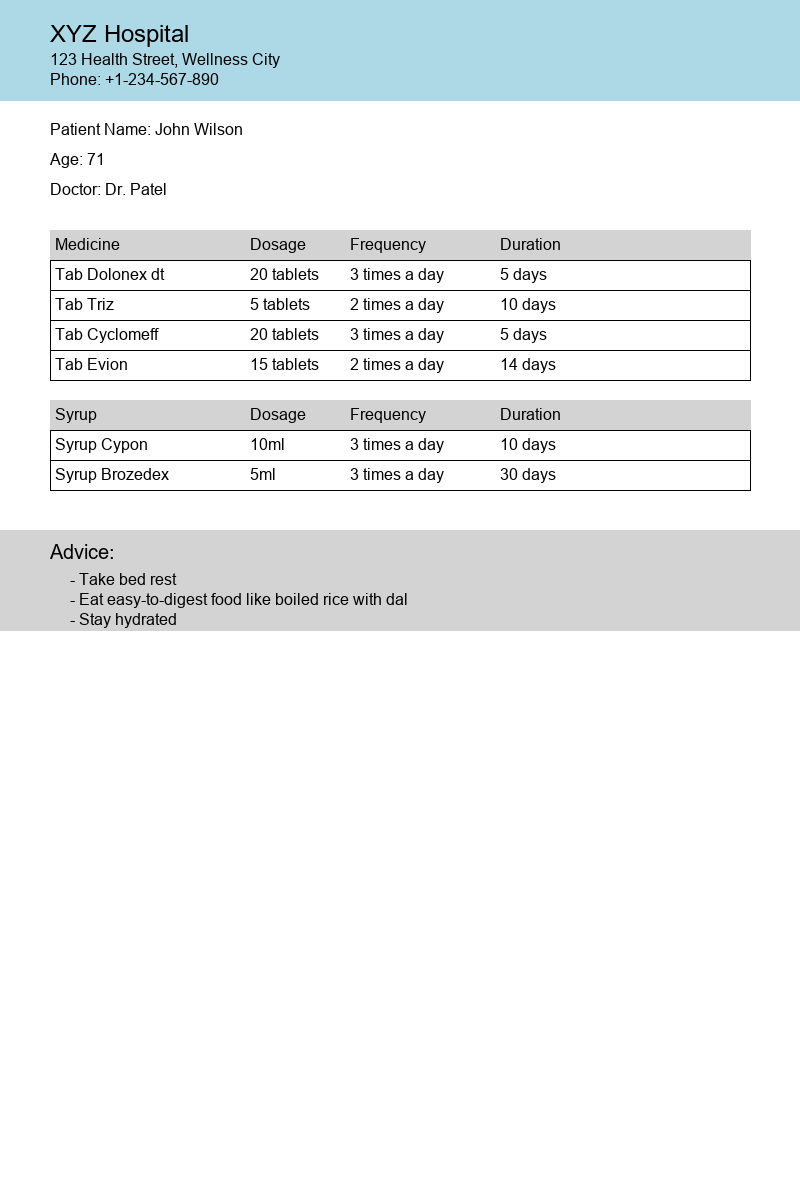 XYZ Hospital
123 Health Street, Wellness City
Phone: +1-234-567-890
Patient Name: John Wilson
Age: 71
Doctor: Dr. Patel
Medicine Dosage Frequency Duration
Tab Dolonex dt 20 tablets 3 times a day 5 days
Tab Triz 5 tablets 2 times a day 10 days
Tab Cyclomeff 20 tablets 3 times a day 5 days
Tab Evion 15 tablets 2 times a day 14 days
Syrup Dosage Frequency Duration
Syrup Cypon 10ml 3 times a day 10 days
Syrup Brozedex 5ml 3 times a day 30 days
Advice:
- Take bed rest
- Eat easy-to-digest food like boiled rice with dal
- Stay hydrated